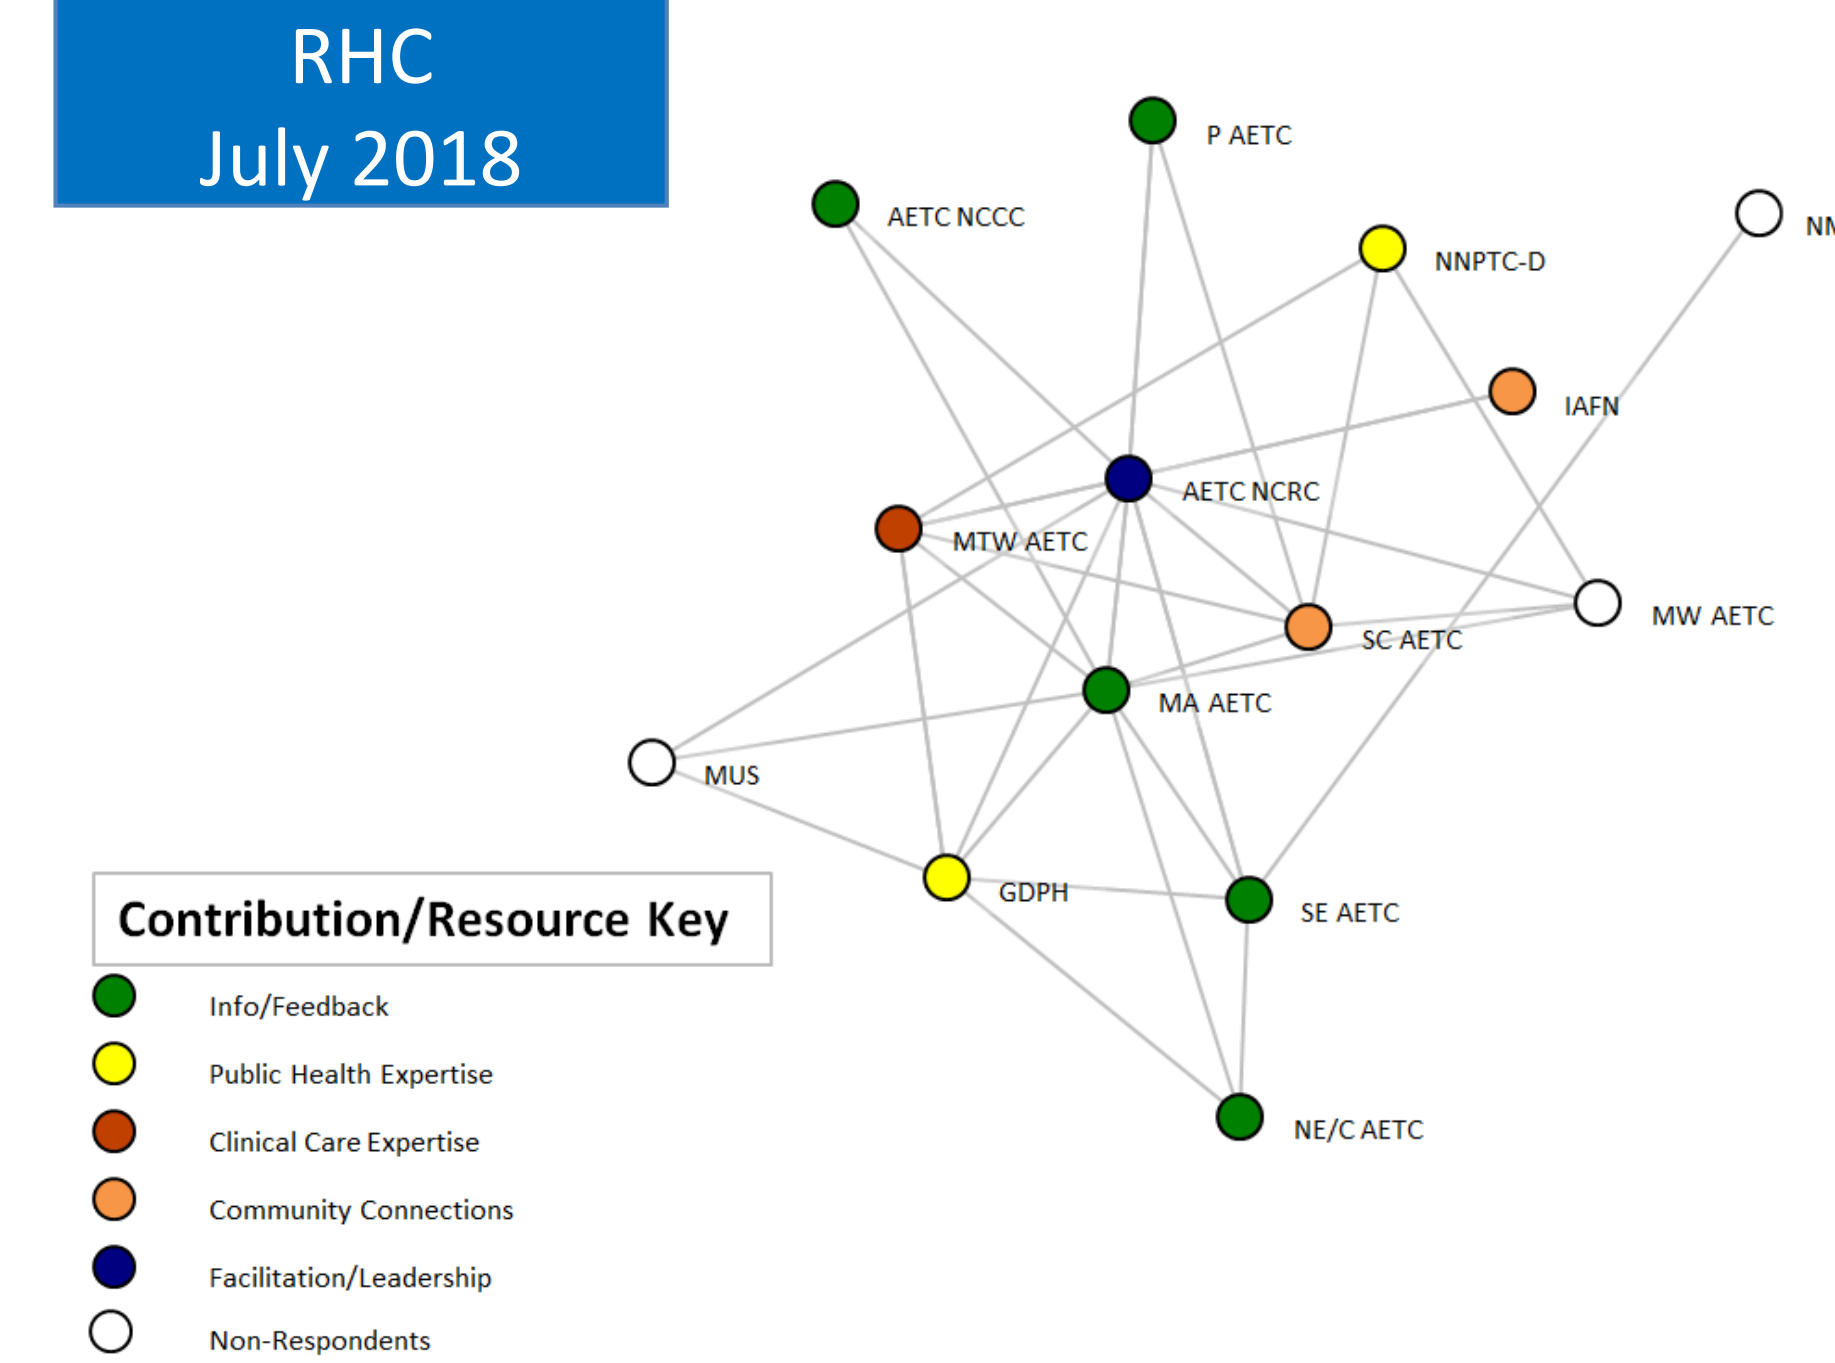 RHC
July 2018
P AETC
AETC NCCC
NNPTC-D
IAFN
AETC NCRC
MTW AETC
MW AETC
SC AETC
MA AETC
MUS
GDPH
SE AETC
NE/C AETC
Contribution/Resource Key
Info/Feedback
Public Health Expertise
Clinical Care Expertise
Community Connections
Facilitation/Leadership
Non-Respondents